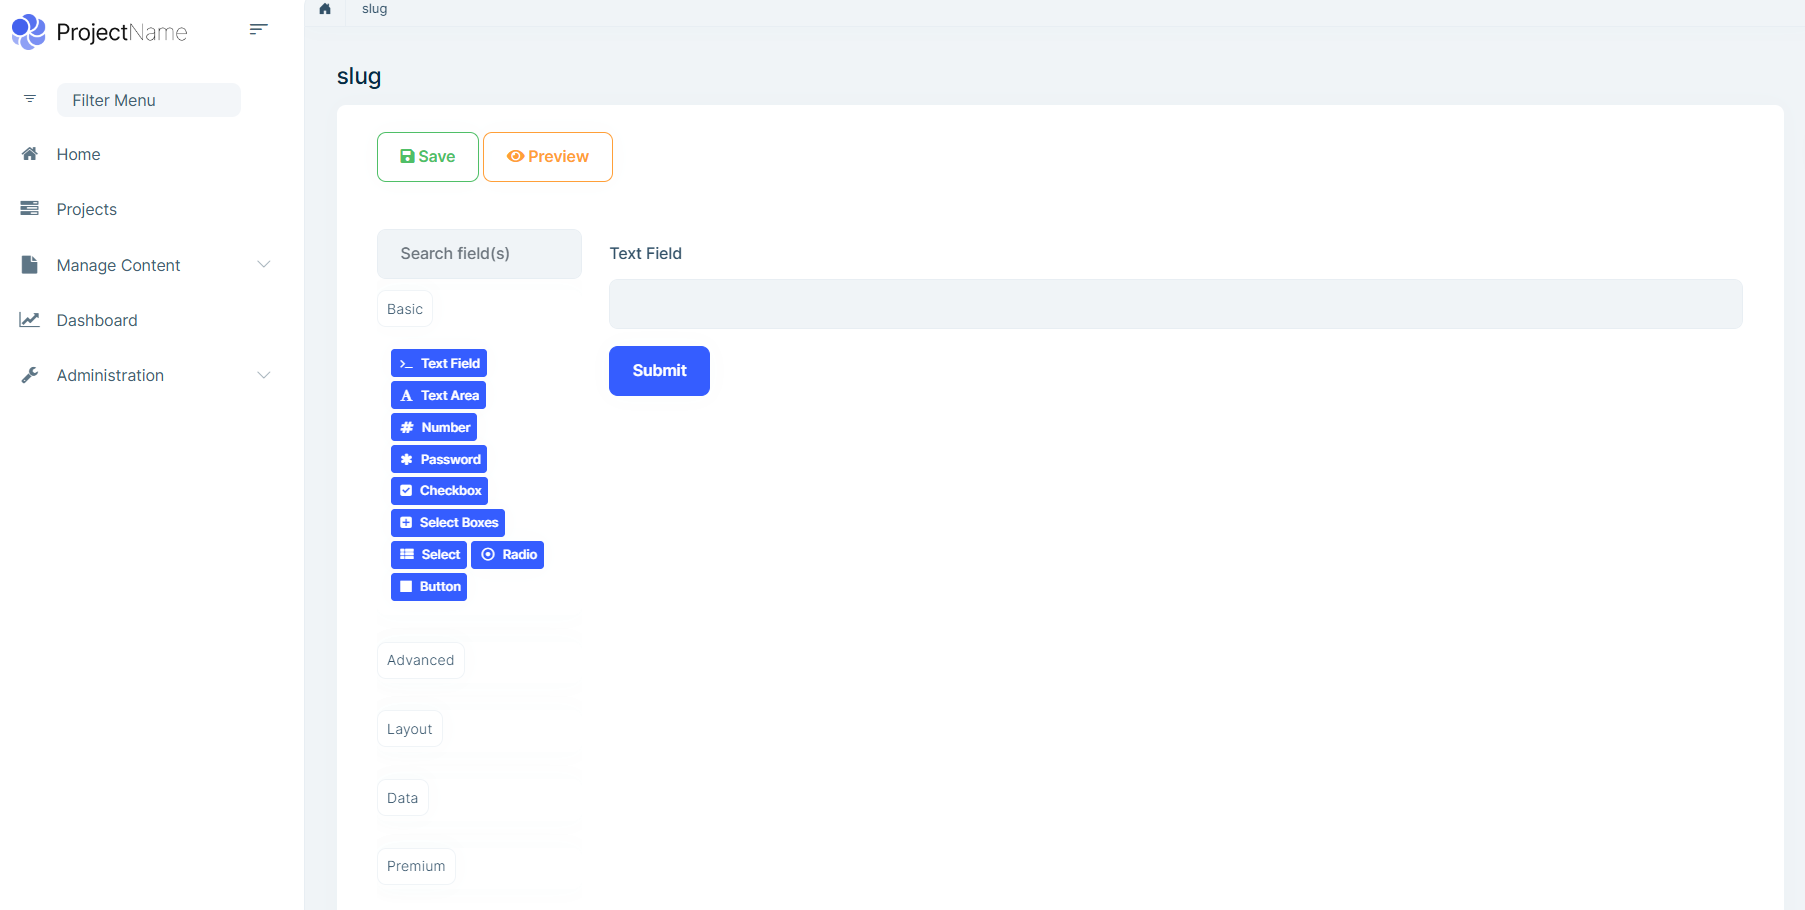 ProjectName
slug
Filter Menu
Home
Projects
Manage Content
Dashboard
Administration
slug
Save Preview
Search field(s)
Basic
Text Field
Text Area
Number
Password
Checkbox
Select Boxes
Select Radio
Button
Advanced
Layout
Data
Premium
Text Field
Submit